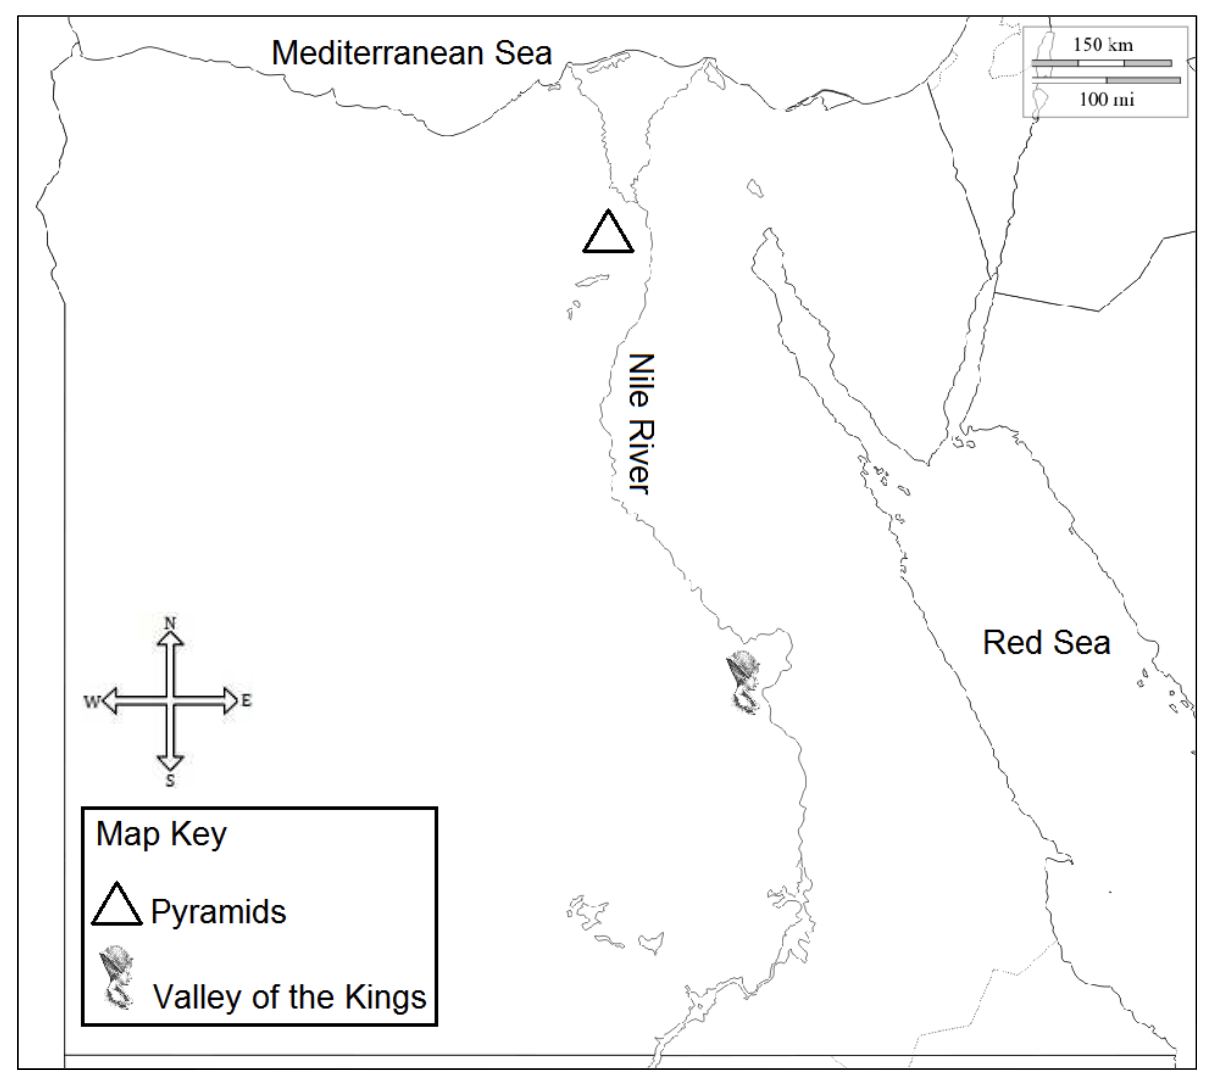 Mediterranean Sea
150 km
100 mi
Nile River
Red Sea
N
W
E
S
Map Key
Pyramids
Valley of the Kings